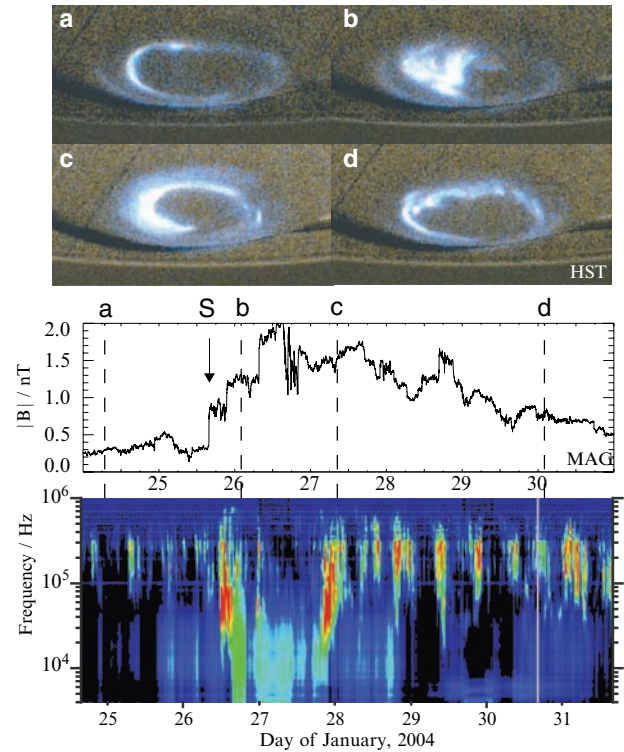 a b
c d
HST
a S b c d
2.0
1.5
1.0
0.5
0.0
|B| / nT
MAG
25 26 27 28 29 30
10⁶
10⁵
10⁴
Frequency / Hz
25 26 27 28 29 30 31
Day of January, 2004